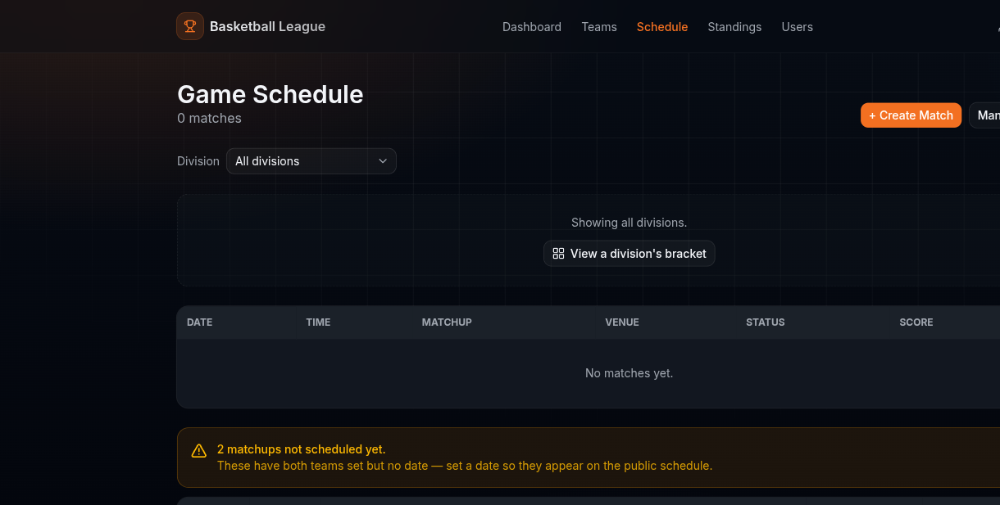 Basketball League
Dashboard Teams Schedule Standings Users
Game Schedule
0 matches
+ Create Match
Division All divisions
Showing all divisions.
View a division's bracket
DATE TIME MATCHUP VENUE STATUS SCORE
No matches yet.
2 matchups not scheduled yet.
These have both teams set but no date — set a date so they appear on the public schedule.